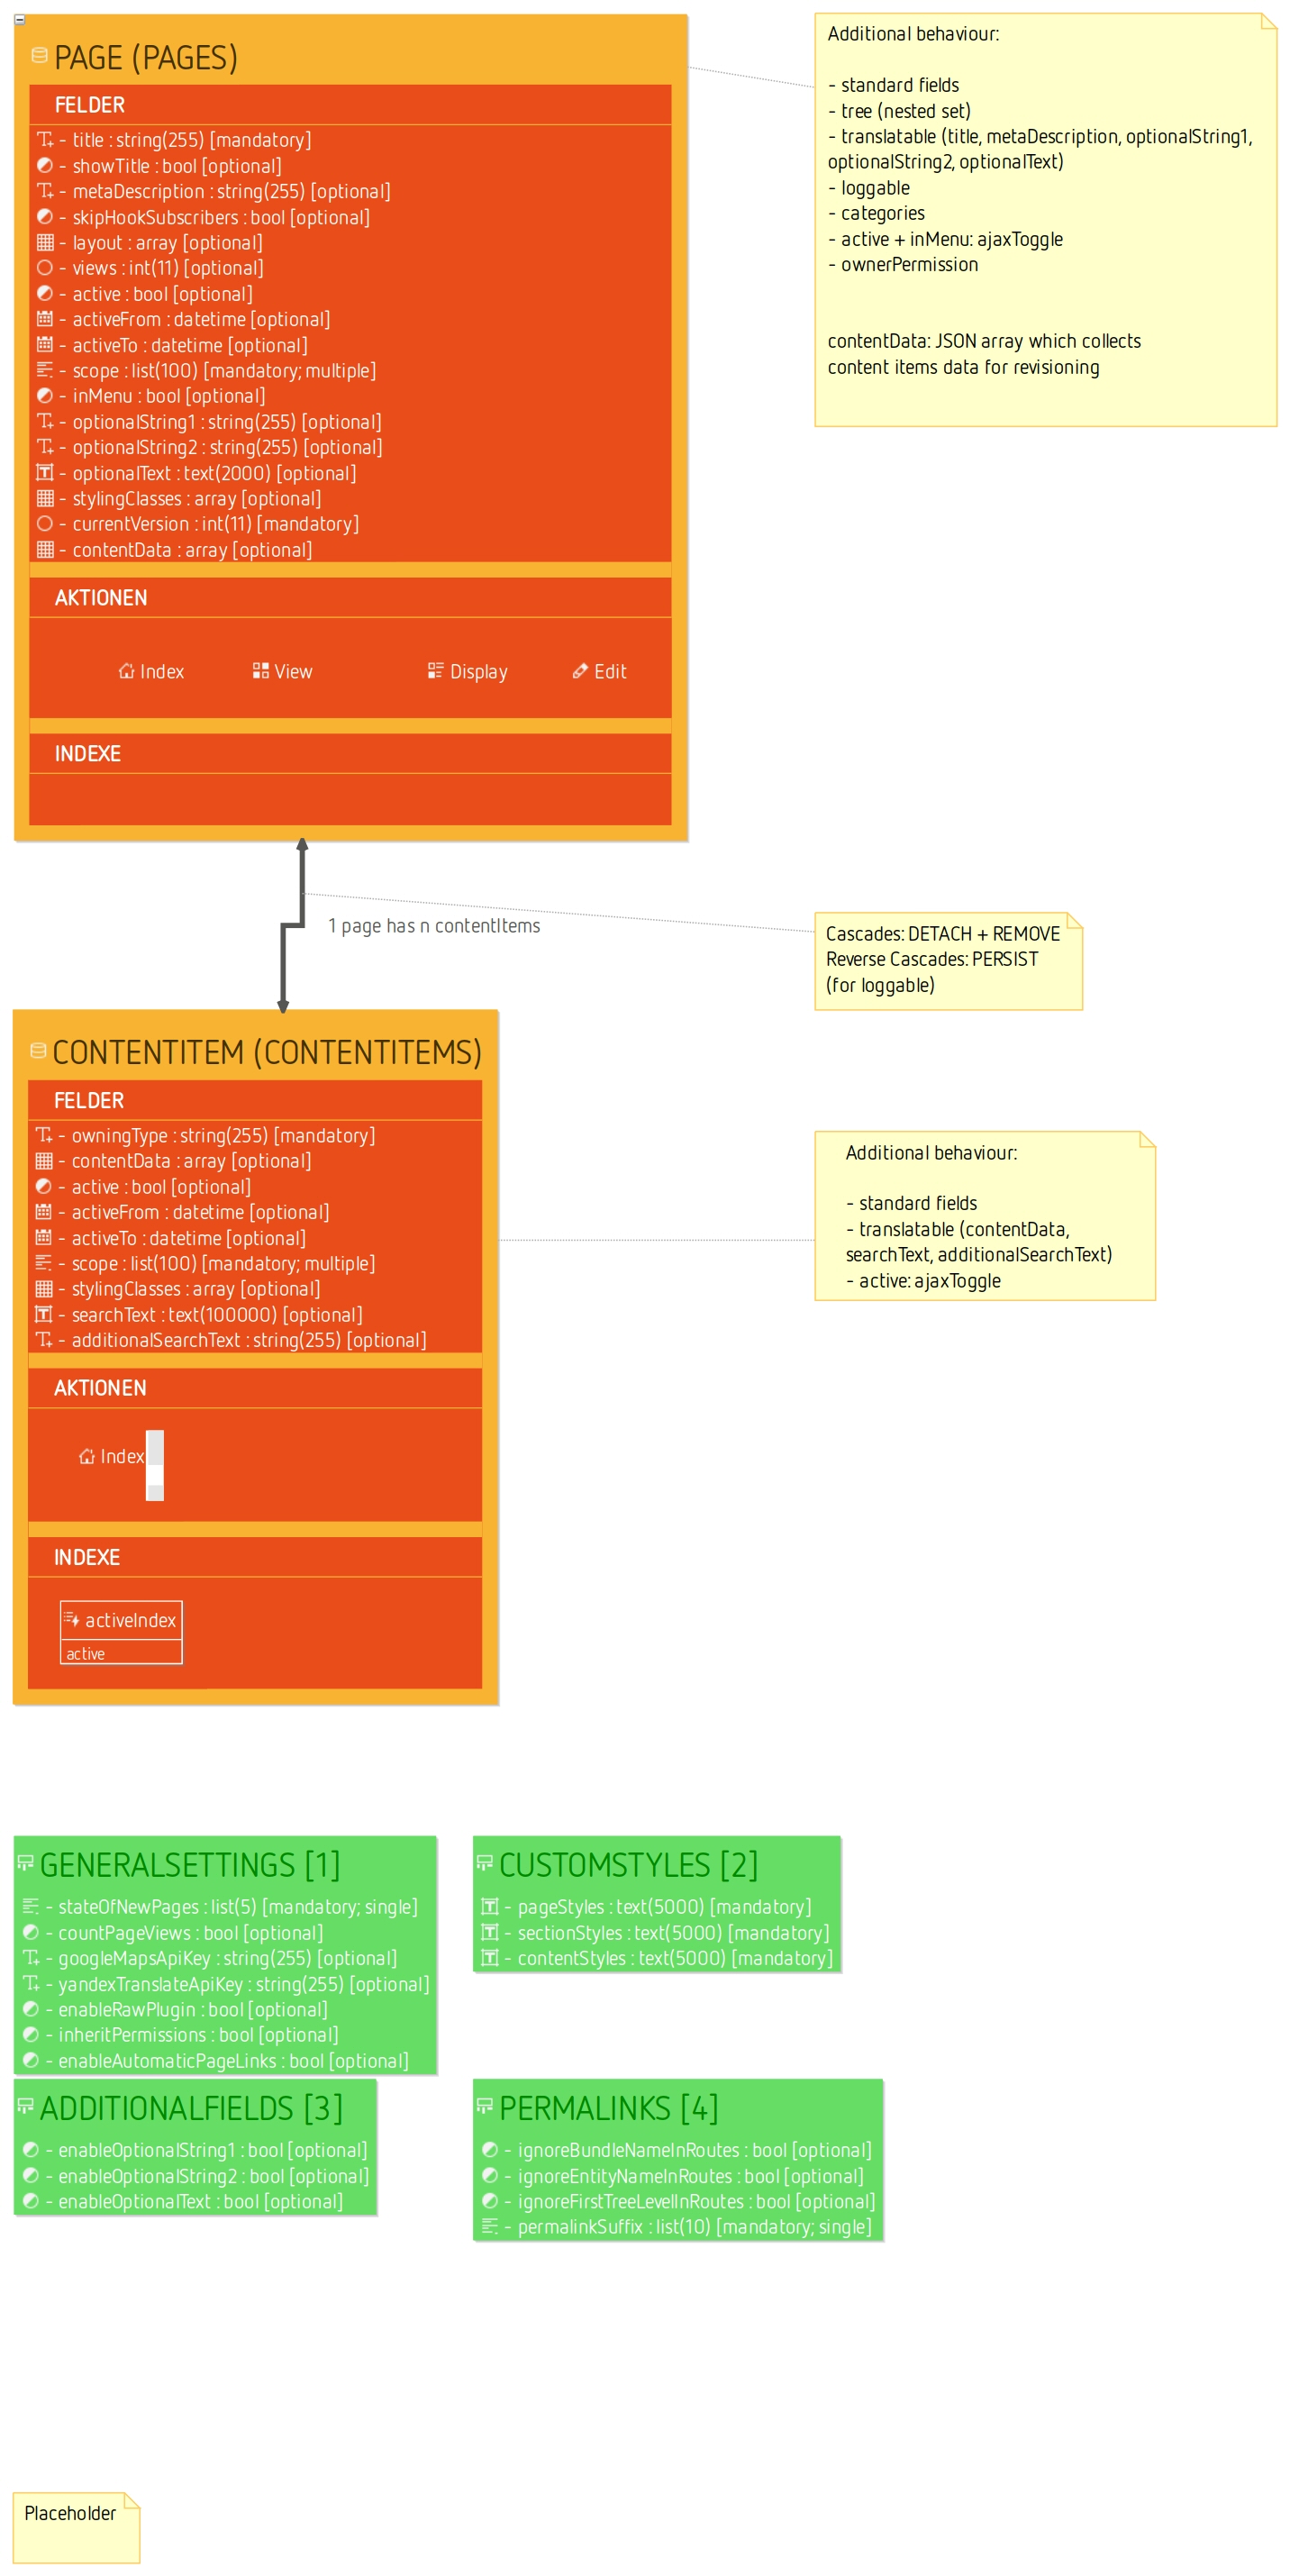 PAGE (PAGES)
FELDER
- title : string(255) [mandatory]
- showTitle : bool [optional]
- metaDescription : string(255) [optional]
- skipHookSubscribers : bool [optional]
- layout : array [optional]
- views : int(11) [optional]
- active : bool [optional]
- activeFrom : datetime [optional]
- activeTo : datetime [optional]
- scope : list(100) [mandatory; multiple]
- inMenu : bool [optional]
- optionalString1 : string(255) [optional]
- optionalString2 : string(255) [optional]
- optionalText : text(2000) [optional]
- stylingClasses : array [optional]
- currentVersion : int(11) [mandatory]
- contentData : array [optional]
AKTIONEN
Index View Display Edit
INDEXE
Additional behaviour:
- standard fields
- tree (nested set)
- translatable (title, metaDescription, optionalString1,
optionalString2, optionalText)
- loggable
- categories
- active + inMenu: ajaxToggle
- ownerPermission
contentData: JSON array which collects
content items data for revisioning
1 page has n contentItems
Cascades: DETACH + REMOVE
Reverse Cascades: PERSIST
(for loggable)
CONTENTITEM (CONTENTITEMS)
FELDER
- owningType : string(255) [mandatory]
- contentData : array [optional]
- active : bool [optional]
- activeFrom : datetime [optional]
- activeTo : datetime [optional]
- scope : list(100) [mandatory; multiple]
- stylingClasses : array [optional]
- searchText : text(100000) [optional]
- additionalSearchText : string(255) [optional]
AKTIONEN
Index
INDEXE
activeIndex
active
Additional behaviour:
- standard fields
- translatable (contentData,
searchText, additionalSearchText)
- active: ajaxToggle
GENERALSETTINGS [1]
- stateOfNewPages : list(5) [mandatory; single]
- countPageViews : bool [optional]
- googleMapsApiKey : string(255) [optional]
- yandexTranslateApiKey : string(255) [optional]
- enableRawPlugin : bool [optional]
- inheritPermissions : bool [optional]
- enableAutomaticPageLinks : bool [optional]
CUSTOMSTYLES [2]
- pageStyles : text(5000) [mandatory]
- sectionStyles : text(5000) [mandatory]
- contentStyles : text(5000) [mandatory]
ADDITIONALFIELDS [3]
- enableOptionalString1 : bool [optional]
- enableOptionalString2 : bool [optional]
- enableOptionalText : bool [optional]
PERMALINKS [4]
- ignoreBundleNameInRoutes : bool [optional]
- ignoreEntityNameInRoutes : bool [optional]
- ignoreFirstTreeLevelInRoutes : bool [optional]
- permalinkSuffix : list(10) [mandatory; single]
Placeholder